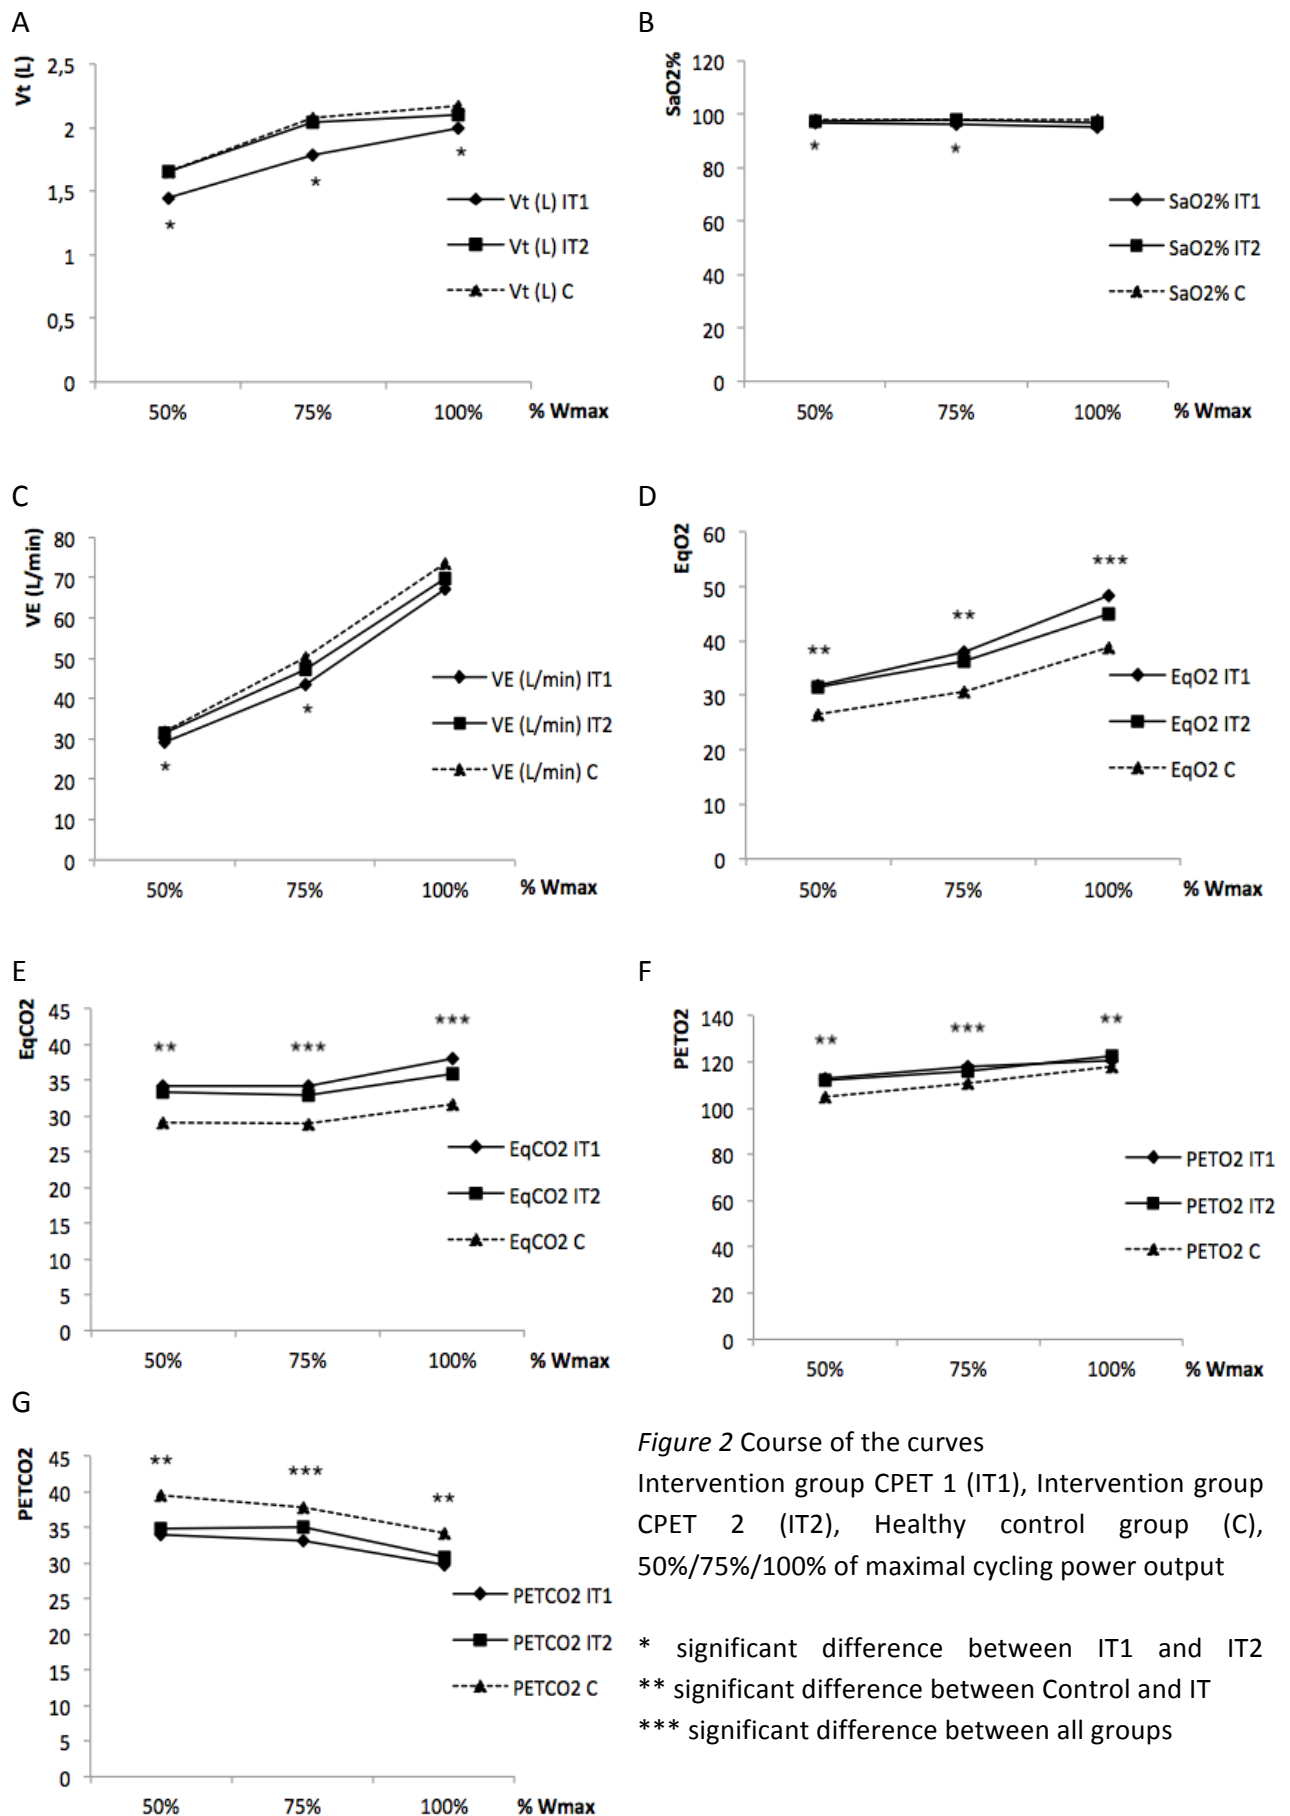 A
Vt (L)
2,5
2
1,5
1
0,5
0
50% 75% 100% % Wmax
* * *
Vt (L) IT1
Vt (L) IT2
Vt (L) C
B
SaO2%
120
100
80
60
40
20
0
50% 75% 100% % Wmax
* *
SaO2% IT1
SaO2% IT2
SaO2% C
C
VE (L/min)
80
70
60
50
40
30
20
10
0
50% 75% 100% % Wmax
* *
VE (L/min) IT1
VE (L/min) IT2
VE (L/min) C
D
EqO2
60
50
40
30
20
10
0
50% 75% 100% % Wmax
** ** ***
EqO2 IT1
EqO2 IT2
EqO2 C
E
EqCO2
45
40
35
30
25
20
15
10
5
0
50% 75% 100% % Wmax
** *** ***
EqCO2 IT1
EqCO2 IT2
EqCO2 C
F
PETO2
140
120
100
80
60
40
20
0
50% 75% 100% % Wmax
** *** **
PETO2 IT1
PETO2 IT2
PETO2 C
G
PETCO2
45
40
35
30
25
20
15
10
5
0
50% 75% 100% % Wmax
** *** **
PETCO2 IT1
PETCO2 IT2
PETCO2 C
Figure 2 Course of the curves
Intervention group CPET 1 (IT1), Intervention group
CPET 2 (IT2), Healthy control group (C),
50%/75%/100% of maximal cycling power output
* significant difference between IT1 and IT2
** significant difference between Control and IT
*** significant difference between all groups